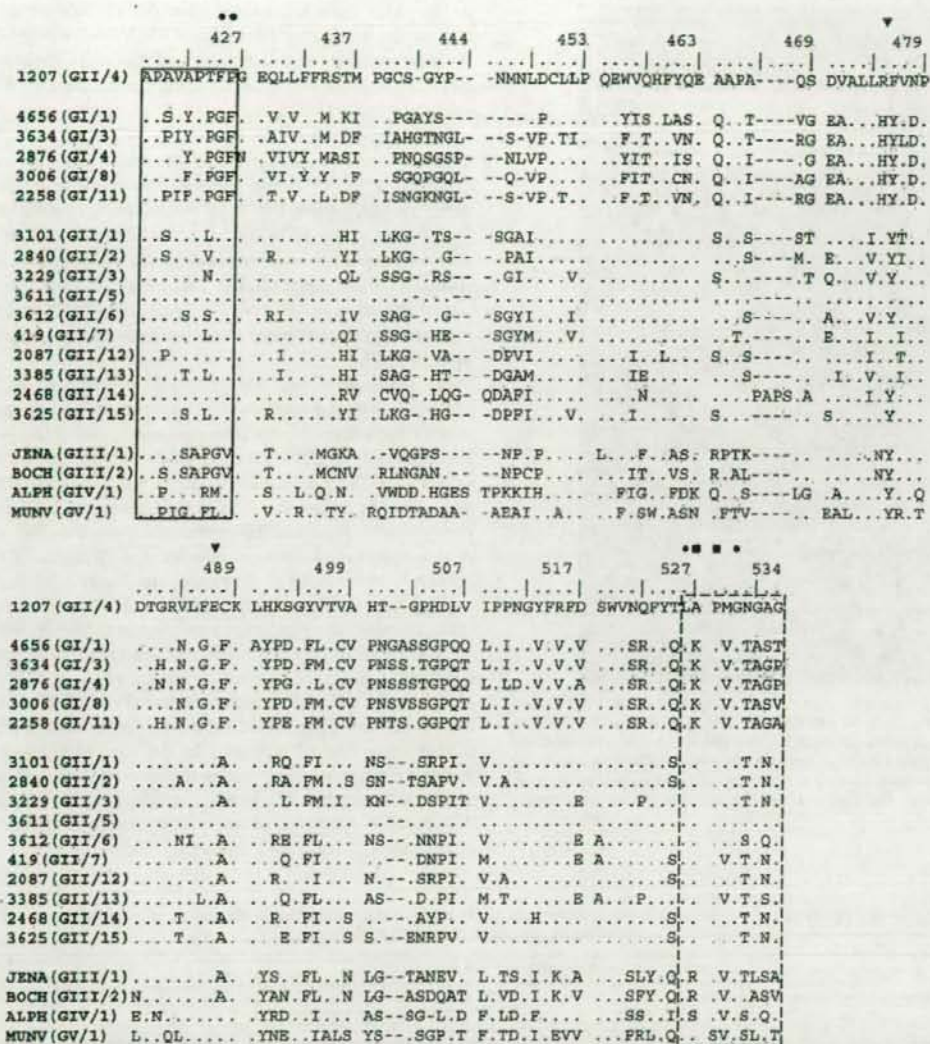 427 437 444 453 463 469 479
1207(GII/4) APAVAPTFPG EQLLFFRSTM PGCS-GYP-- -NMNLDCLLP QEWVQHFYQE AAPA----QS DVALLRFVNP
4656(GI/1) ..S.Y.PGF. .V.V..M.KI ..PGAYS--- -----.P... ...YIS.LAS. Q..T----VG EA...HY.D.
3634(GI/3) ..PIY.PGF. .AIV..M.DF .IAHGTNGL- -S-VP.TI.. ..F.T..VN. Q..T----RG EA...HYLD.
2876(GI/4) ....Y.PGFN .VIVY.MASI ..PNQSGSP- -NLVP..... ..YIT..IS. Q..I----.G EA...HY.D.
3006(GI/8) ....F.PGF. .VI.Y.Y..F ..SGQPGQL- -Q-VP..... ..FIT..CN. Q..I----AG EA...HY.D.
2258(GI/11) ..PIF.PGF. .T.V..L.DF .ISNGKNGL- -S-VP.T... ..F.T..VN. Q..I----RG EA...HY.D.
3101(GII/1) ..S...L... ........HI .LKG-.TS-- -SGAI..... .......... S..S----ST ....I.YT..
2840(GII/2) ..S...V... .R......YI .LKG-..G-- -.PAI..... .......... ...S----M. .E...V.YI..
3229(GII/3) ......N... ........QL .SSG-.RS-- -.GI...V.. .......... S...----.T Q...V.Y...
3611(GII/5) .......... .......... ....-...-- -......... .......... ....----.. ..........
3612(GII/6) ....S.S... .RI.....IV .SAG-..G-- -SGYI...I. .......... ...S----.. .A...V.Y...
419(GII/7) ......L... ........QI .SSG-.HE-- -SGYM...V. .......... ..T.----.. .E...I..I..
2087(GII/12) ..P....... ...I....HI .LKG-.VA-- -DPVI..... ...I..L... S..S----.. ....I..T..
3385(GII/13) ....T.L... ...I....HI .SAG-.HT-- -DGAM..... ...IE..... ...S----.. .I..V..I..
2468(GII/14) .......... ........RV .CVQ-.LQG- QDAFI..... ....N..... ....PAPS.A ....I.Y...
3625(GII/15) ....S.L... .R......YI .LKG-.HG-- -DPFI...V. ...I...... S...----.. .S....Y...
JENA(GIII/1) ....SAPGV. .T....MGKA ..-VQGPS-- -.NP.P.... L..F..AS.. RPTK----.. .....NY...
BOCH(GIII/2) ..S.SAPGV. .T....MCNV .RLNGAN.-- -.NPCP.... ...IT..VS. R.AL----.. .....NY...
ALPH(GIV/1) ..P...RM.. .S..L.Q.N. .VWDD.HGES TPKKIH.... ..FIG..FDK Q..S----LG .A....Y..Q
MUNV(GV/1) ..PIG.FL.. .V..R..TY. RQIDTADAA- -AEAI..A.. ..F.SW.ASN .FTV----.. EAL...YR.T
489 499 507 517 527 534
1207(GII/4) DTGRVLFECK LHKSGYVTVA HT--GPHDLV IPPNGYFRFD SWVNQFYTLA PMGNGAG
4656(GI/1) ....N.G.F. AYPD.FL.CV PNGASSGPQQ L.I..V.V.V ...SR..Q.K .V.TAST
3634(GI/3) ..H.N.G.F. .YPD.FM.CV PNSS.TGPQT L.I..V.V.V ...SR..Q.K .V.TAGP
2876(GI/4) ..N.N.G.F. .YPG..L.CV PNSSSTGPQQ L.LD.V.V.A ...SR..Q.K .V.TAGP
3006(GI/8) ....N.G.F. .YPD.FM.CV PNSVSSGPQQ L.I..V.V.V ...SR..Q.K .V.TASV
2258(GI/11) ..H.N.G.F. .YPE.FM.CV PNTS.GGPQT L.I..V.V.V ...SR..Q.K .V.TAGA
3101(GII/1) ........A. ..RQ.FI... NS--.SRPI. V......... .......S.. ...T.N.
2840(GII/2) ....A...A. ..RA.FM..S SN--TSAPV. V.A....... .......S.. ...T.N.
3229(GII/3) ........A. ...L.FM.I. KN--.DSPIT V........E ...P...S.. ...T.N.
3611(GII/5) .......... .......... ..--...... .......... .......... .......
3612(GII/6) ....NI..A. ..RE.FL... NS--.NNPI. V........E A......... ...S.Q.
419(GII/7) ........A. ...Q.FI... ..--.DNPI. M........E A......S.. .V.T.N.
2087(GII/12) ........A. ..R...I... N.--.SRPI. V.A....... .......S.. ...T.N.
3385(GII/13) ......L.A. ...Q.FL... AS--.D.PI. M.T......E A..P...... .V.T.S.
2468(GII/14) ....T...A. ..R..FI..S ..--.AYP.. V....H.... .......S.. ...T.N.
3625(GII/15) ....T...A. ...E.FI..S S.--ENRPV. V......... .......S.. ...T.N.
JENA(GIII/1) ........A. .YS..FL..N LG--TANEV. L.TS.I.K.A ...SLY.Q.R .V.TLSA
BOCH(GIII/2) N......... .YAN.FL..N LG--ASDQAT L.VD.I.K.V ...SFY.Q.R .V..ASV
ALPH(GIV/1) E.N....... .YRD..I... AS--SG-L.D F.LD.F.... ...SS..I.S .V.S.Q.
MUNV(GV/1) L..QL..... .YNE..IALS YS--.SGP.T F.TD.I.EVV ...PRL.Q.. SV.SL.T